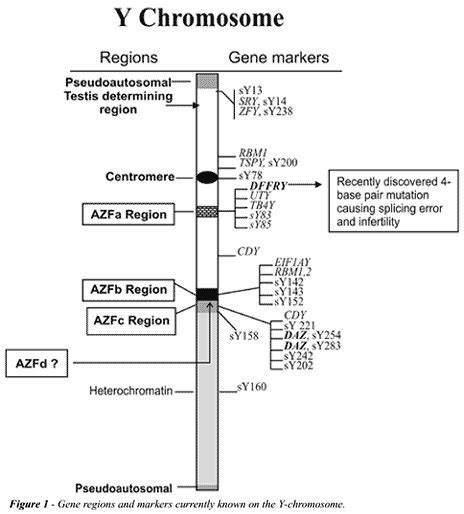 Y Chromosome
Regions
Gene markers
Pseudoautosomal
Testis determining
region
sY13
SRY, sY14
ZFY, sY238
RBM1
TSPY, sY200
Centromere
sY78
DFFRY
UTY
TB4Y
sY83
sY85
Recently discovered 4-
base pair mutation
causing splicing error
and infertility
AZFa Region
CDY
EIF1AY
RBM1,2
sY142
sY143
sY152
AZFb Region
AZFc Region
sY158
CDY
sY 221
DAZ, sY254
DAZ, sY283
sY242
sY202
AZFd ?
Heterochromatin
sY160
Pseudoautosomal
Figure 1 - Gene regions and markers currently known on the Y-chromosome.